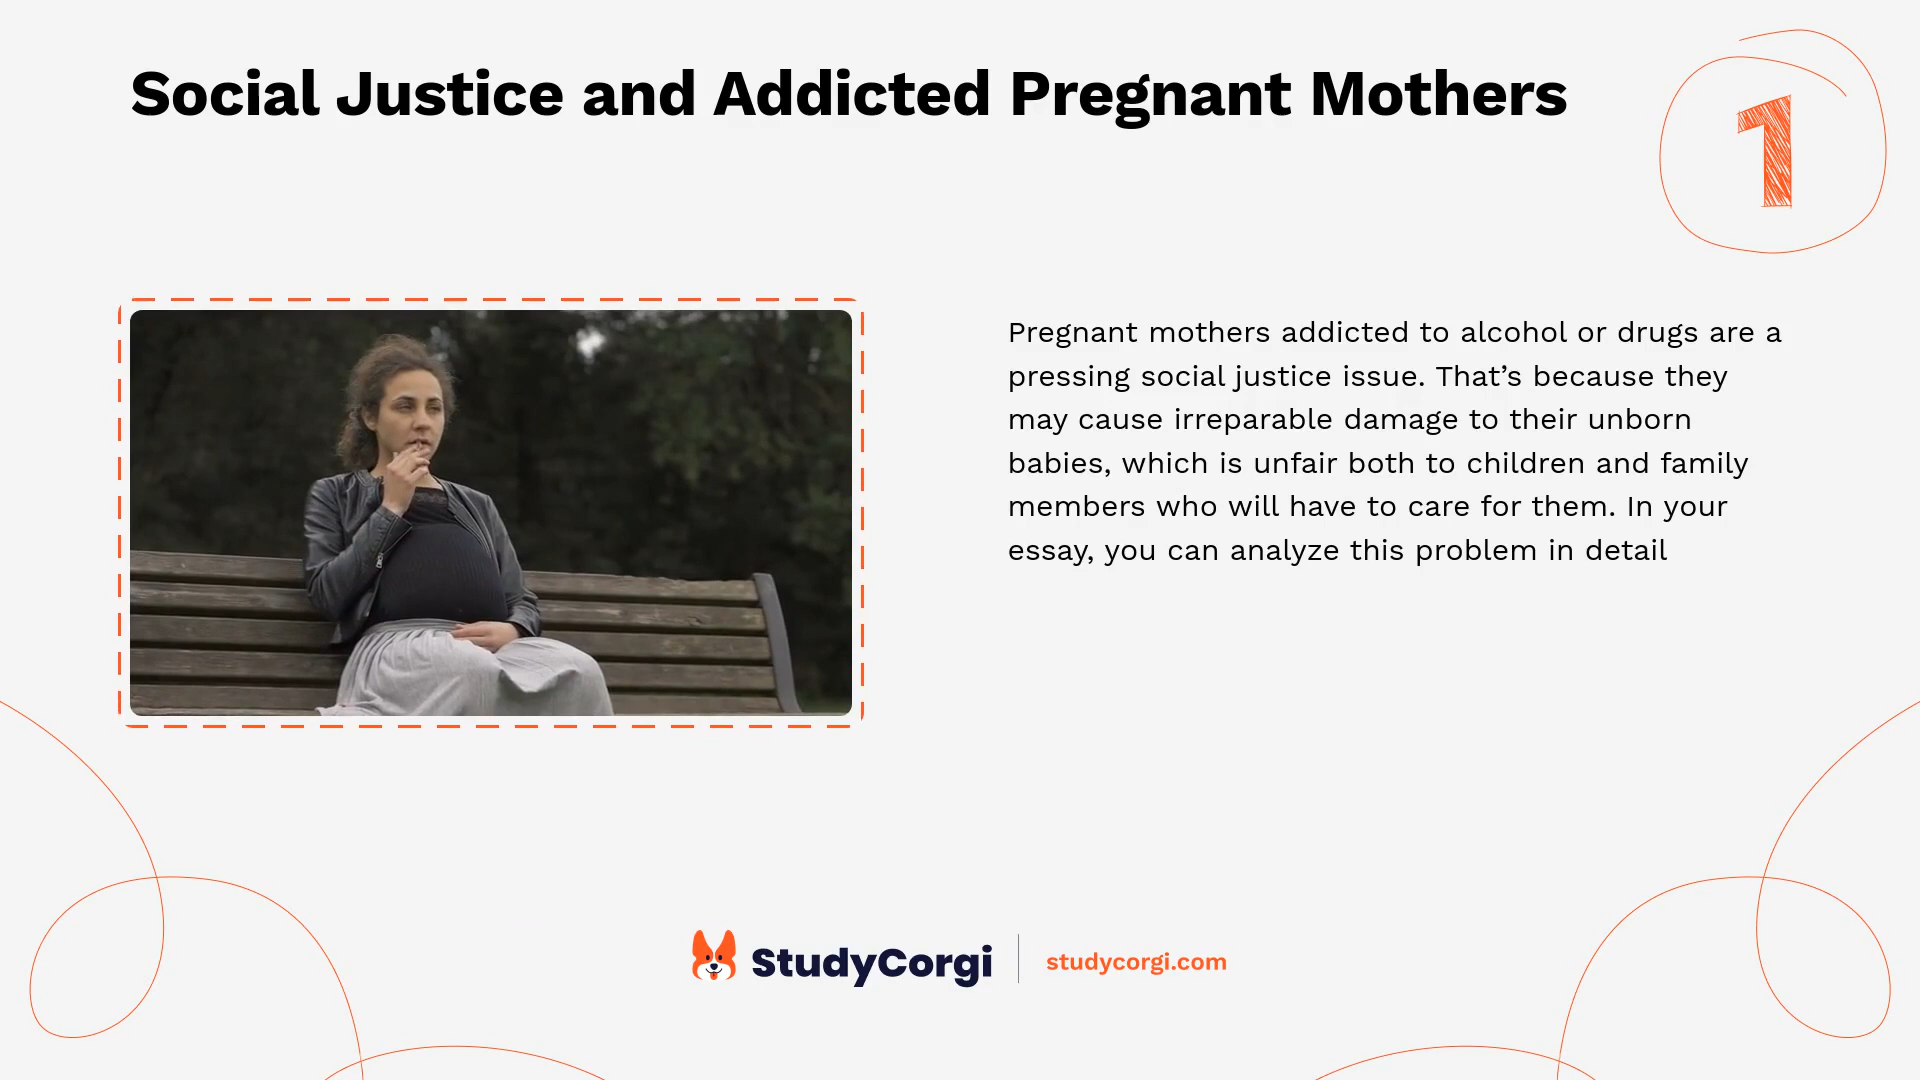 Social Justice and Addicted Pregnant Mothers
1
Pregnant mothers addicted to alcohol or drugs are a
pressing social justice issue. That’s because they
may cause irreparable damage to their unborn
babies, which is unfair both to children and family
members who will have to care for them. In your
essay, you can analyze this problem in detail
StudyCorgi
studycorgi.com